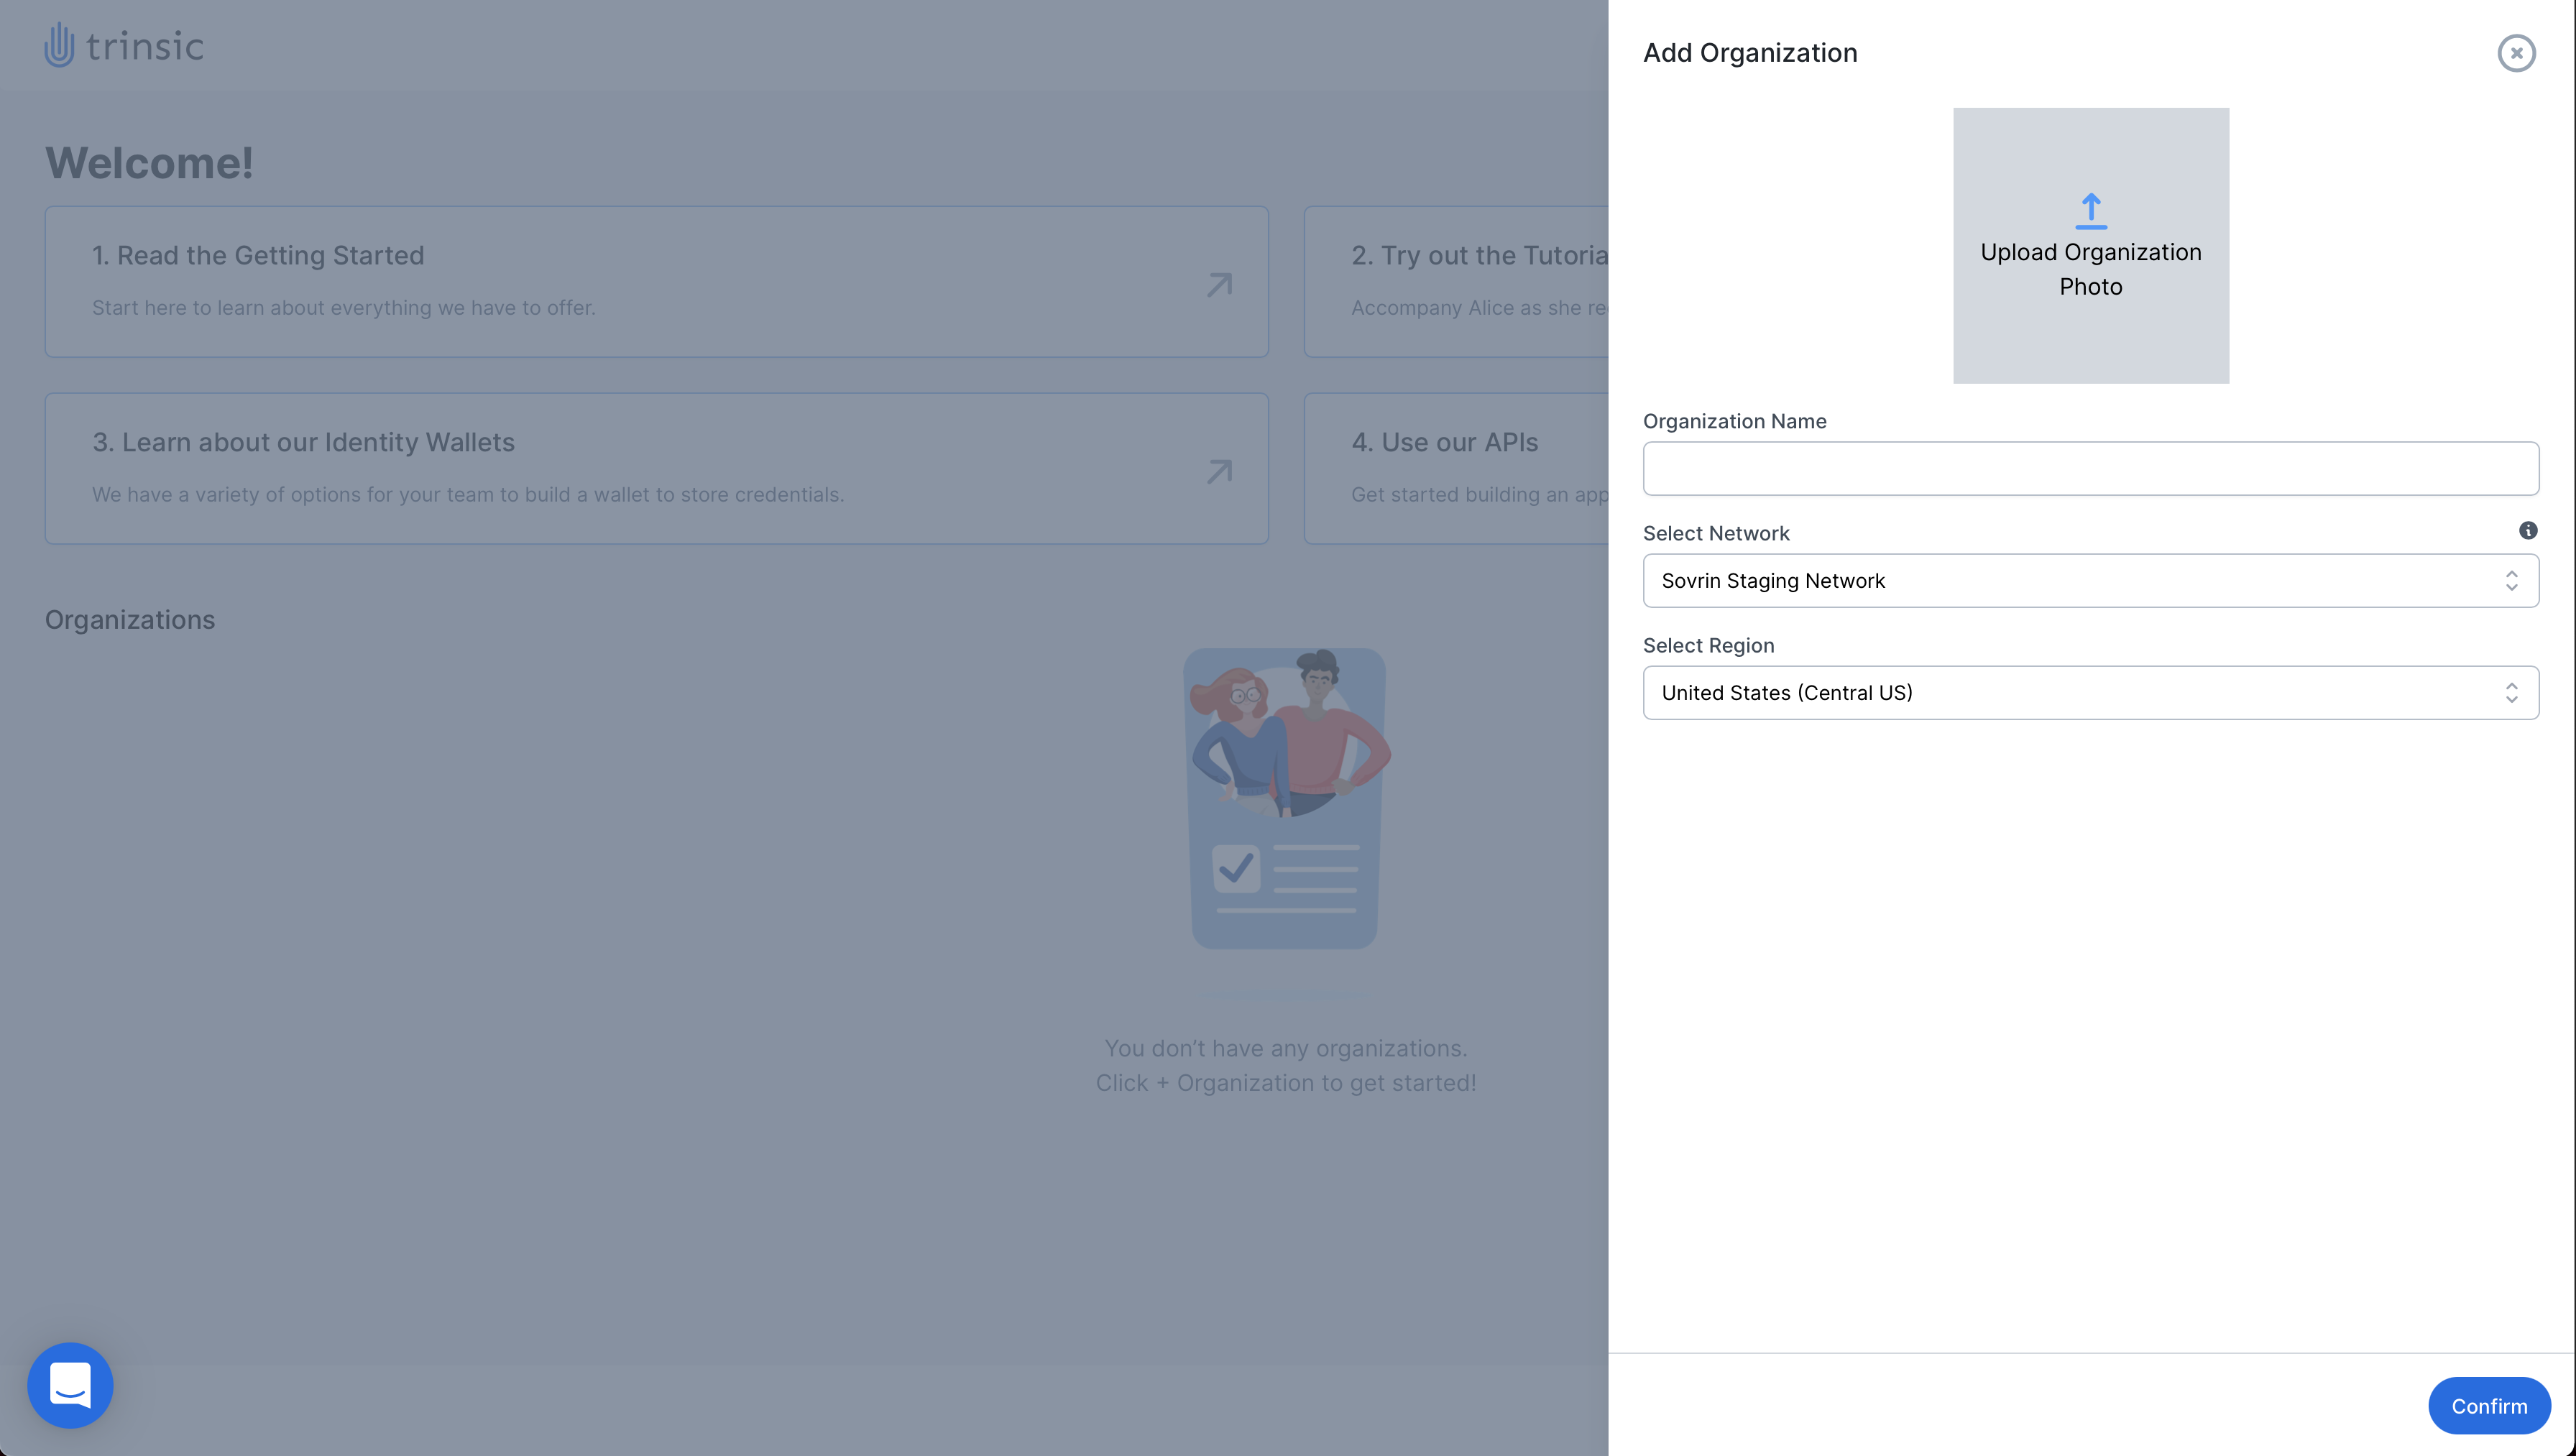 trinsic
Welcome!
1. Read the Getting Started
Start here to learn about everything we have to offer.
2. Try out the Tutoria
Accompany Alice as she re
3. Learn about our Identity Wallets
We have a variety of options for your team to build a wallet to store credentials.
4. Use our APIs
Get started building an app
Organizations
You don’t have any organizations.
Click + Organization to get started!
Add Organization
Upload Organization
Photo
Organization Name
Select Network
Sovrin Staging Network
Select Region
United States (Central US)
Confirm